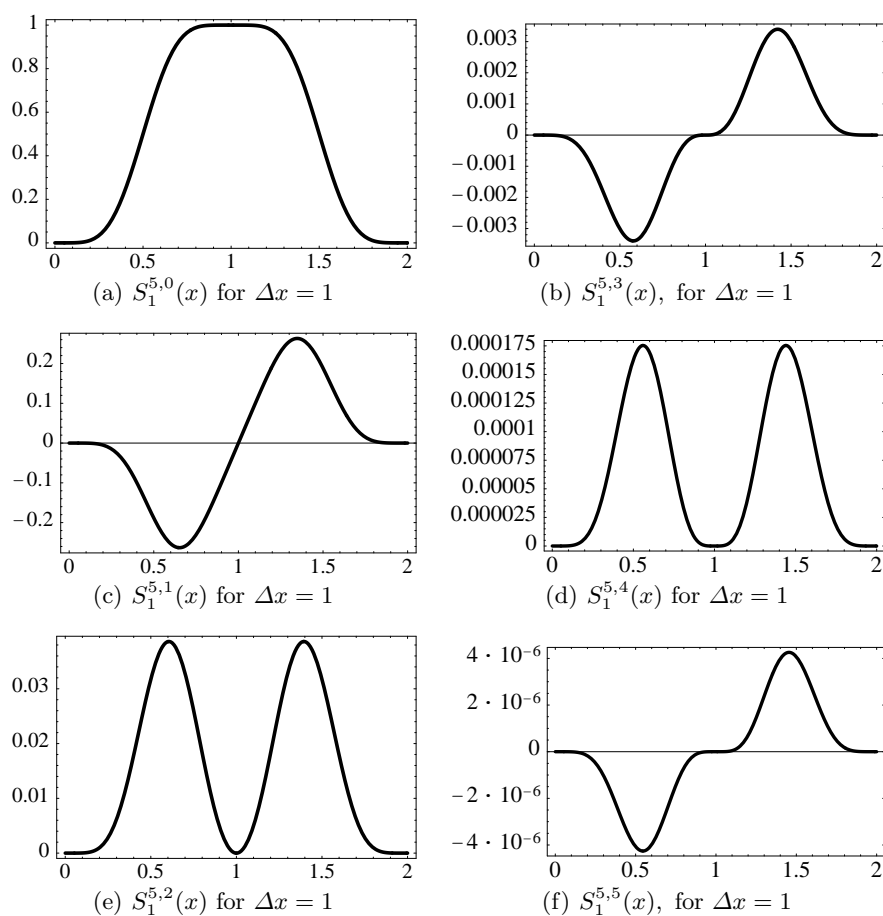 1
0.8
0.6
0.4
0.2
0
0 0.5 1 1.5 2
(a) $S_1^{5,0}(x)$ for $\Delta x = 1$
0.003
0.002
0.001
0
−0.001
−0.002
−0.003
0 0.5 1 1.5 2
(b) $S_1^{5,3}(x)$, for $\Delta x = 1$
0.2
0.1
0
−0.1
−0.2
0 0.5 1 1.5 2
(c) $S_1^{5,1}(x)$ for $\Delta x = 1$
0.000175
0.00015
0.000125
0.0001
0.000075
0.00005
0.000025
0
0 0.5 1 1.5 2
(d) $S_1^{5,4}(x)$ for $\Delta x = 1$
0.03
0.02
0.01
0
0 0.5 1 1.5 2
(e) $S_1^{5,2}(x)$ for $\Delta x = 1$
4 · 10⁻⁶
2 · 10⁻⁶
0
−2 · 10⁻⁶
−4 · 10⁻⁶
0 0.5 1 1.5 2
(f) $S_1^{5,5}(x)$, for $\Delta x = 1$